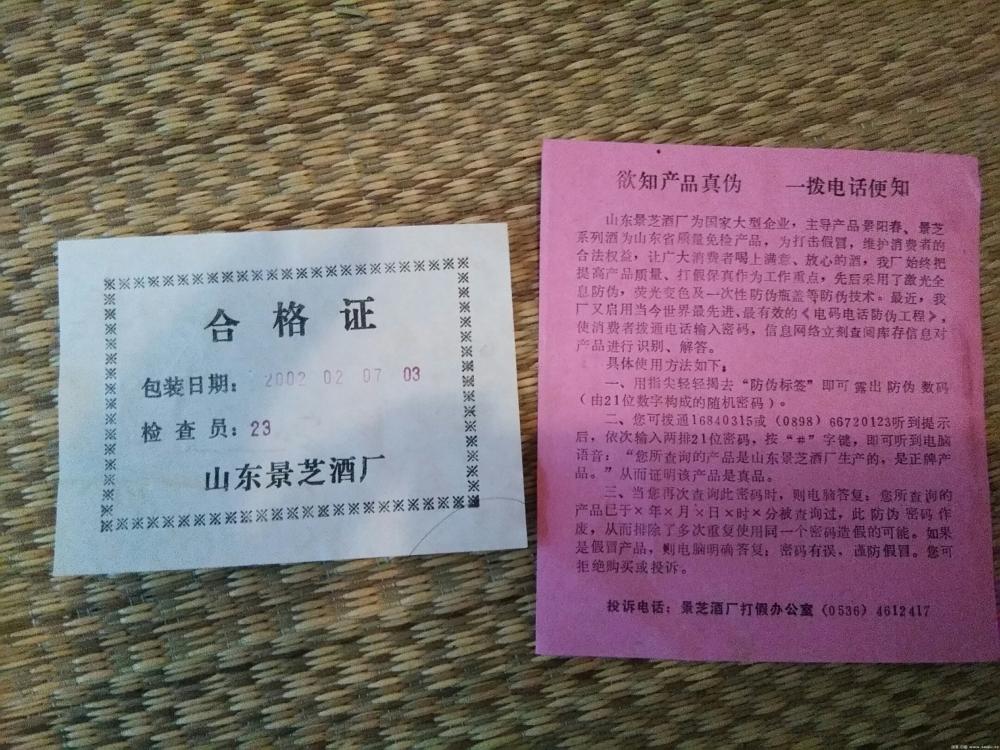 合格证
包装日期: 2002 02 07 03
检查员: 23
山东景芝酒厂
欲知产品真伪 一拨电话便知
山东景芝酒厂为国家大型企业，主导产品景阳春、景芝
系列酒为山东省质量免检产品，为打击假冒，维护消费者的
合法权益，让广大消费者喝上满意、放心的酒，我厂始终把
提高产品质量、打假保真作为工作重点，先后采用了激光全
息防伪，荧光变色及一次性防伪瓶盖等防伪技术。最近，我
厂又启用当今世界最先进、最有效的《电码电话防伪工程》，
使消费者拨通电话输入密码，信息网络立刻查阅库存信息对
产品进行识别、解答。
具体使用方法如下：
一、用指尖轻轻揭去“防伪标签”即可露出防伪数码
（由21位数字构成的随机密码）。
二、您可拨通16840315或（0898）66720123听到提示
后，依次输入两排21位密码，按“#”字键，即可听到电脑
语音：“您所查询的产品是山东景芝酒厂生产的，是正牌产
品。”从而证明该产品是真品。
三、当您再次查询此密码时，则电脑答复：您所查询的
产品已于×年×月×日×时×分被查询过，此防伪密码作
废，从而排除了多次重复使用同一个密码造假的可能。如果
是假冒产品，则电脑明确答复：密码有误，谨防假冒。您可
拒绝购买或投诉。
投诉电话：景芝酒厂打假办公室（0536）4612417